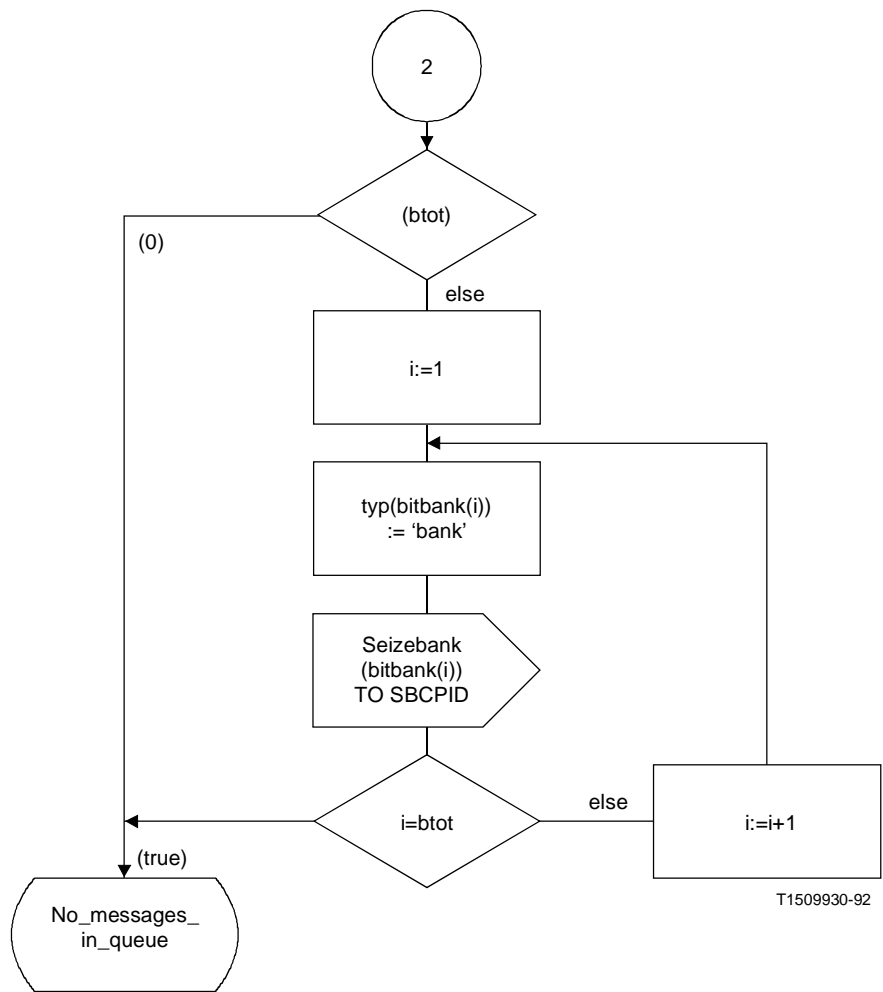 2
(btot)
(0)
else
i:=1
typ(bitbank(i))
:= ‘bank’
Seizebank
(bitbank(i))
TO SBCPID
i=btot
else
i:=i+1
(true)
No_messages_
in_queue
T1509930-92